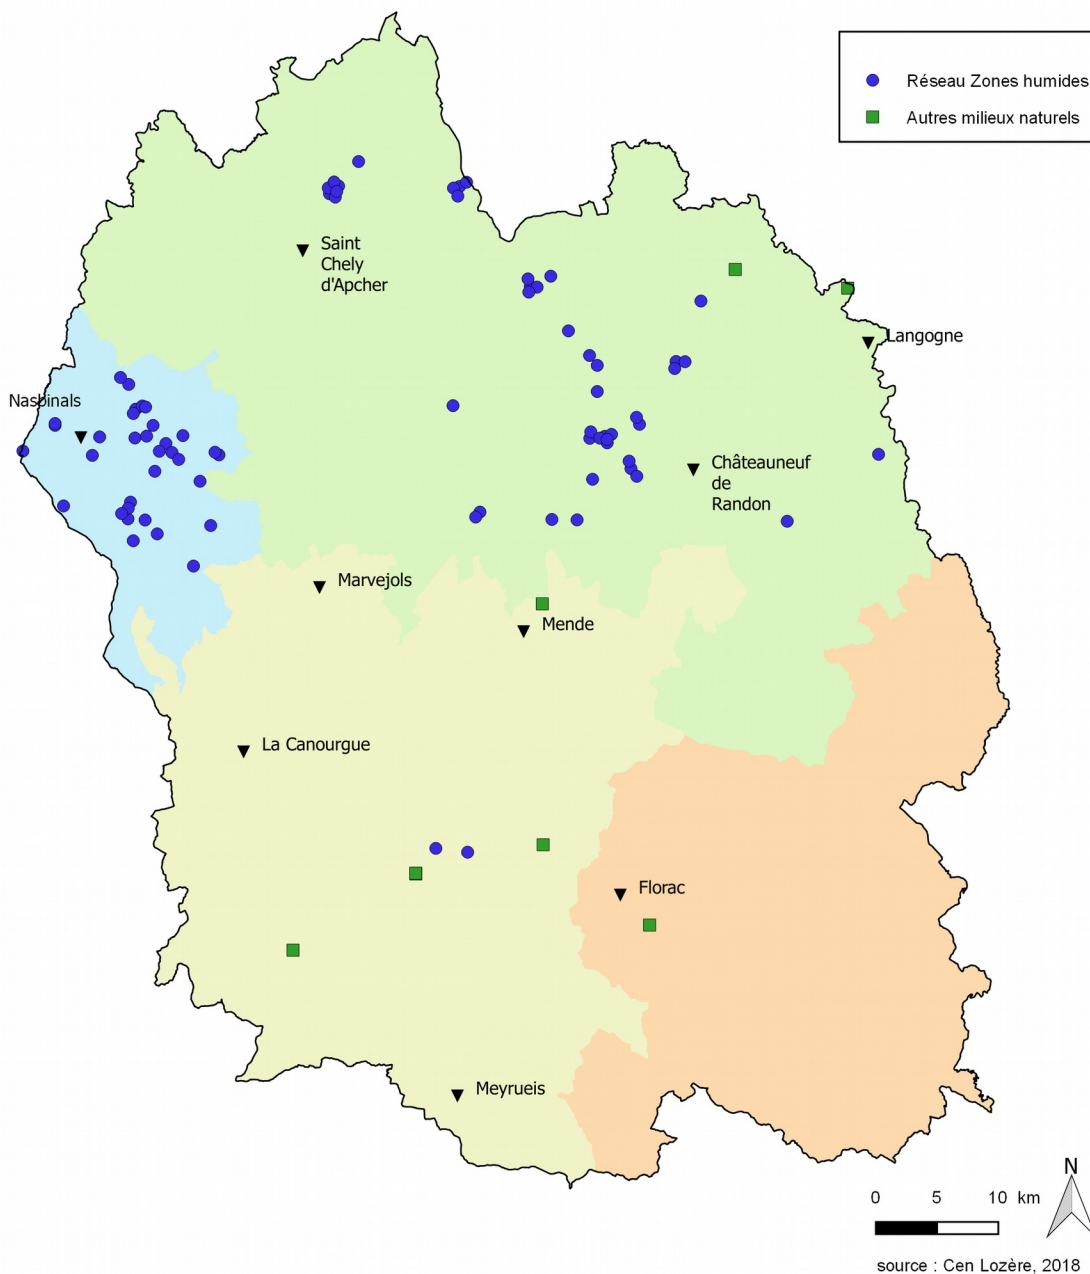 Réseau Zones humides
Autres milieux naturels
Saint
Chely
d'Apcher
Langogne
Nasbinals
Châteauneuf
de
Randon
Marvejols
Mende
La Canourgue
Florac
Meyrueis
N
0 5 10 km
source : Cen Lozère, 2018